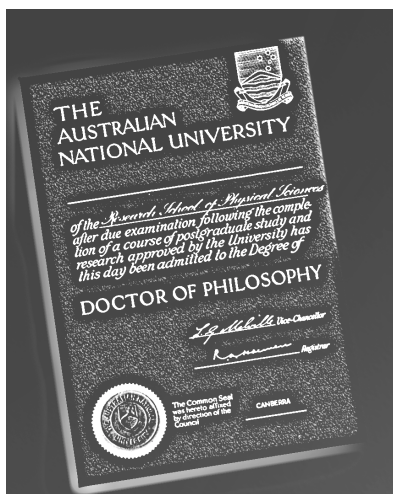 THE
AUSTRALIAN
NATIONAL UNIVERSITY
of the Research School of Physical Sciences
after due examination following the comple-
tion of a course of postgraduate study and
research approved by the University has
this day been admitted to the Degree of
DOCTOR OF PHILOSOPHY
Vice-Chancellor
Registrar
The Common Seal
was hereto affixed
by direction of the
Council
CANBERRA